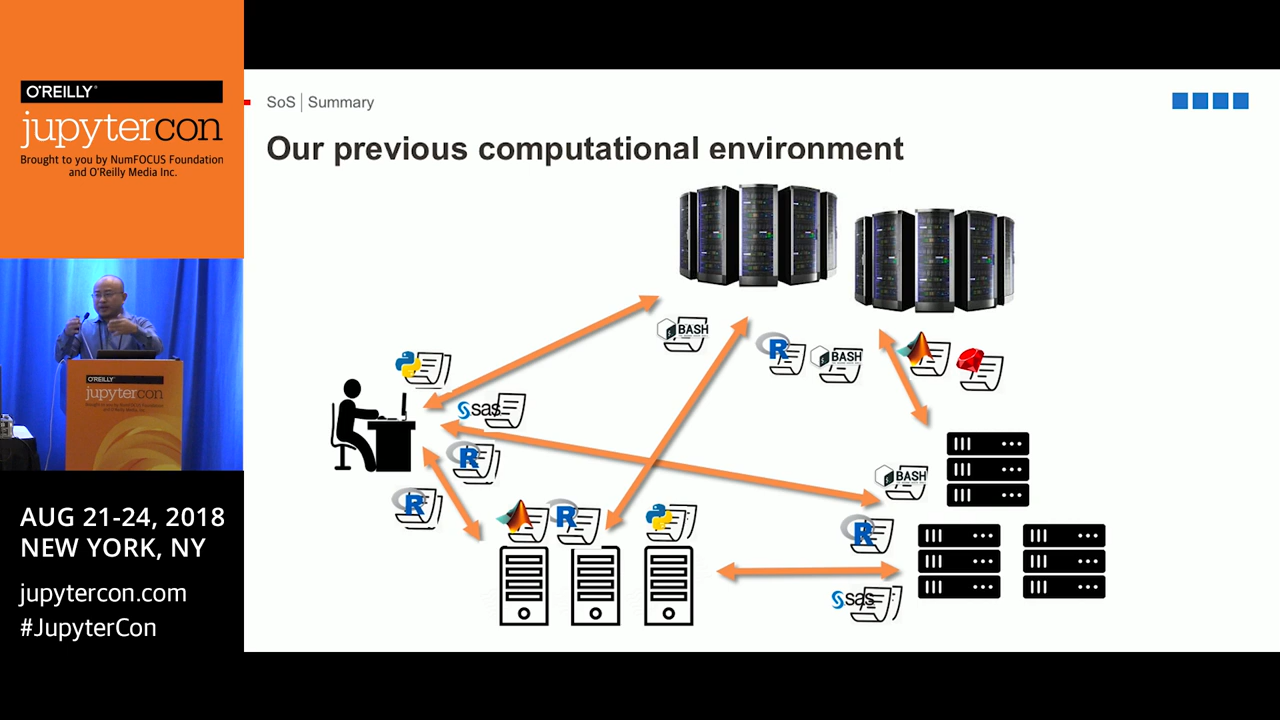 O'REILLY®
jupytercon
Brought to you by NumFOCUS Foundation
and O'Reilly Media Inc.
SoS | Summary
Our previous computational environment
BASH
R
BASH
sas
R
R
R
BASH
R
sas
O'REILLY
jupytercon
AUG 21-24, 2018
NEW YORK, NY
jupytercon.com
#JupyterCon